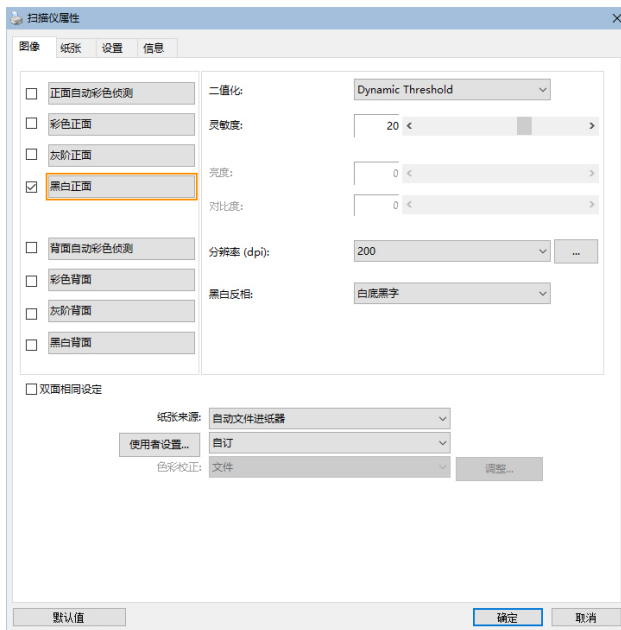 扫描仪属性
图像 纸张 设置 信息
正面自动彩色侦测
彩色正面
灰阶正面
黑白正面
背面自动彩色侦测
彩色背面
灰阶背面
黑白背面
二值化: Dynamic Threshold
灵敏度: 20
亮度: 0
对比度: 0
分辨率 (dpi): 200 ...
黑白反相: 白底黑字
双面相同设定
纸张来源: 自动文件进纸器
使用者设置... 自订
色彩校正: 文件 调整...
默认值 确定 取消